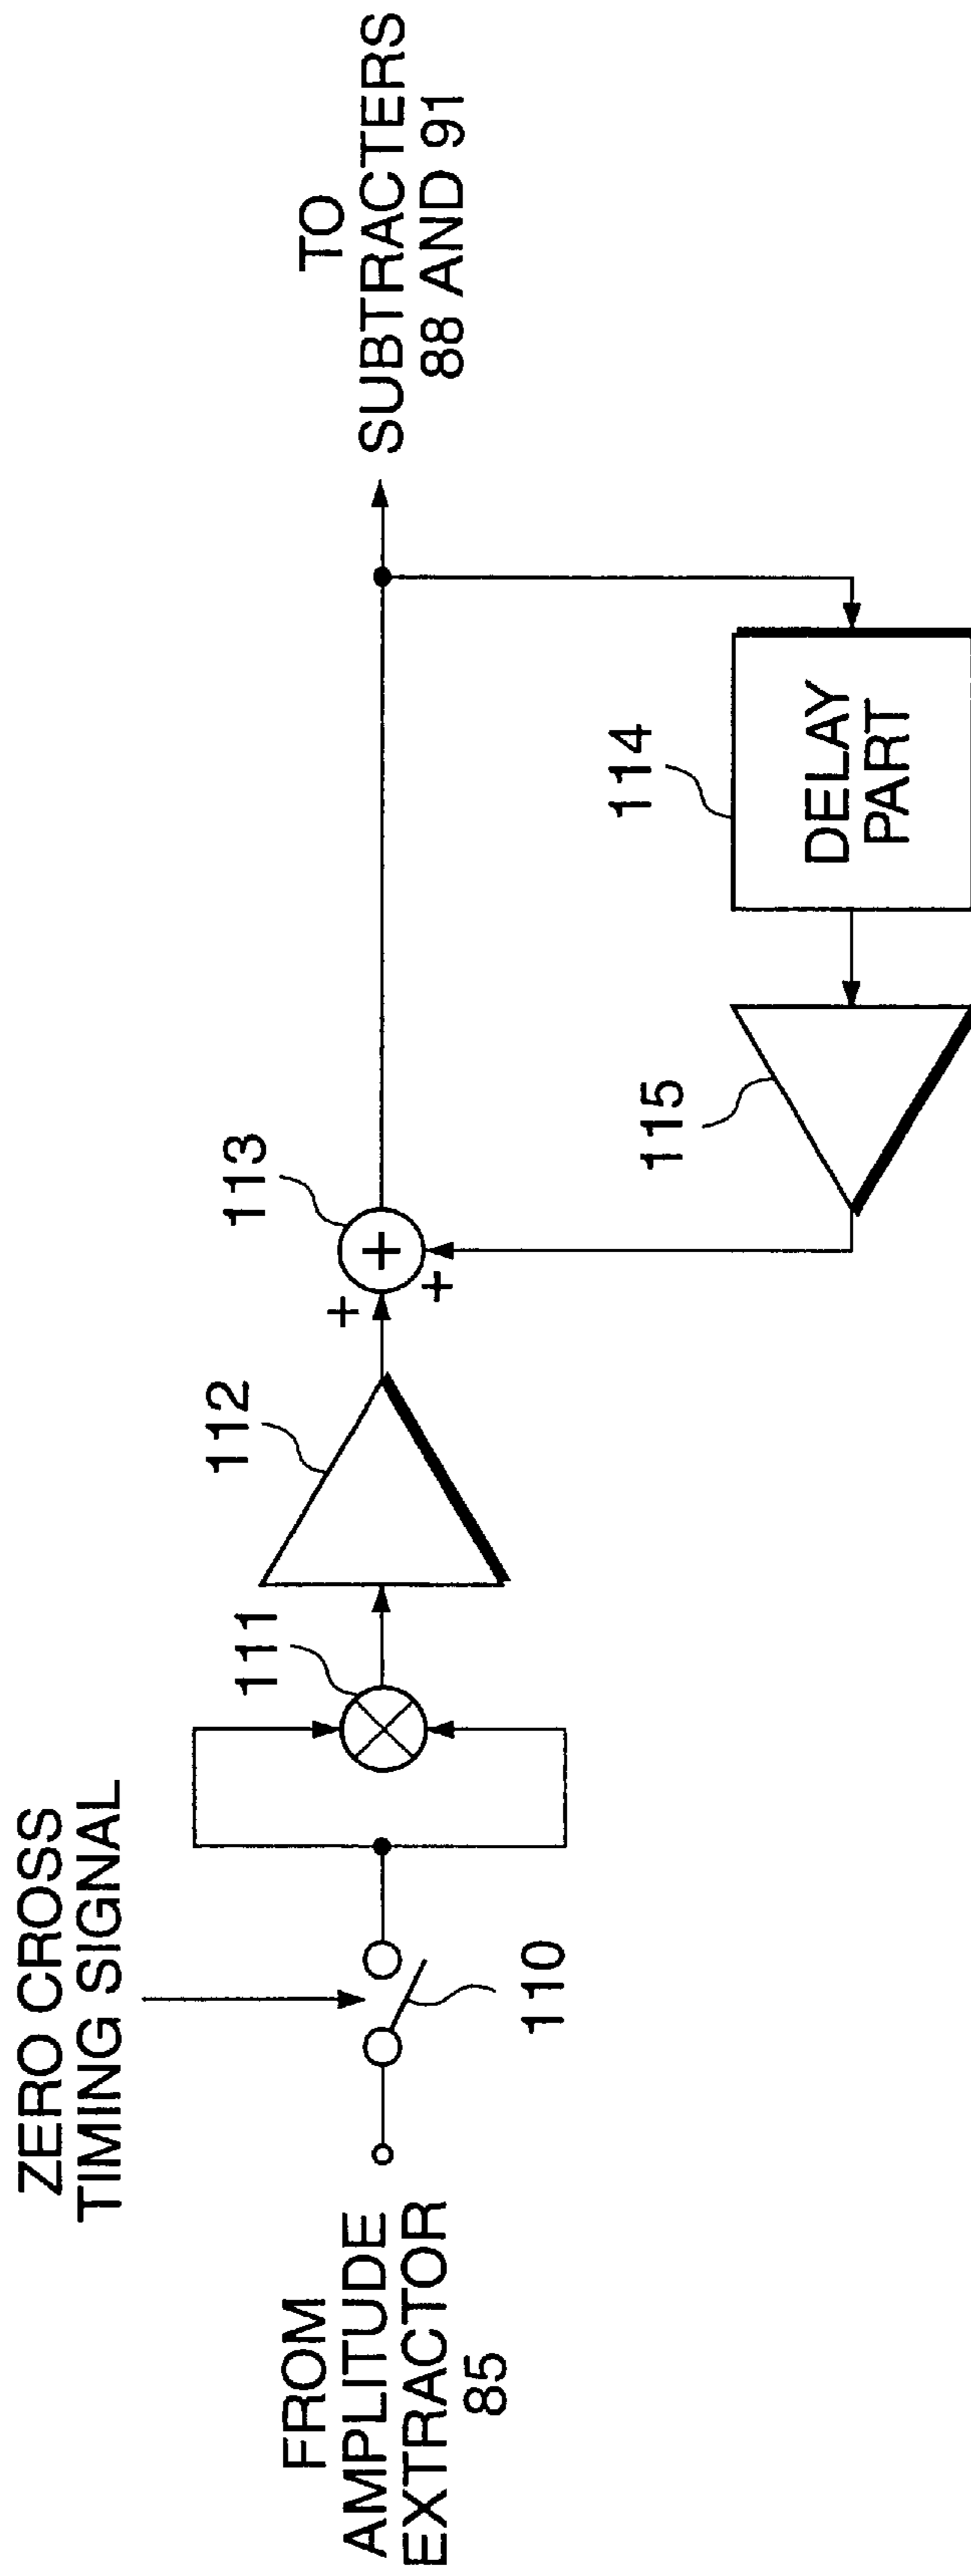 ZERO CROSS
TIMING SIGNAL
FROM
AMPLITUDE
EXTRACTOR
85
110
111
112
+
+
+
113
TO
SUBTRACTERS
88 AND 91
114
DELAY
PART
115